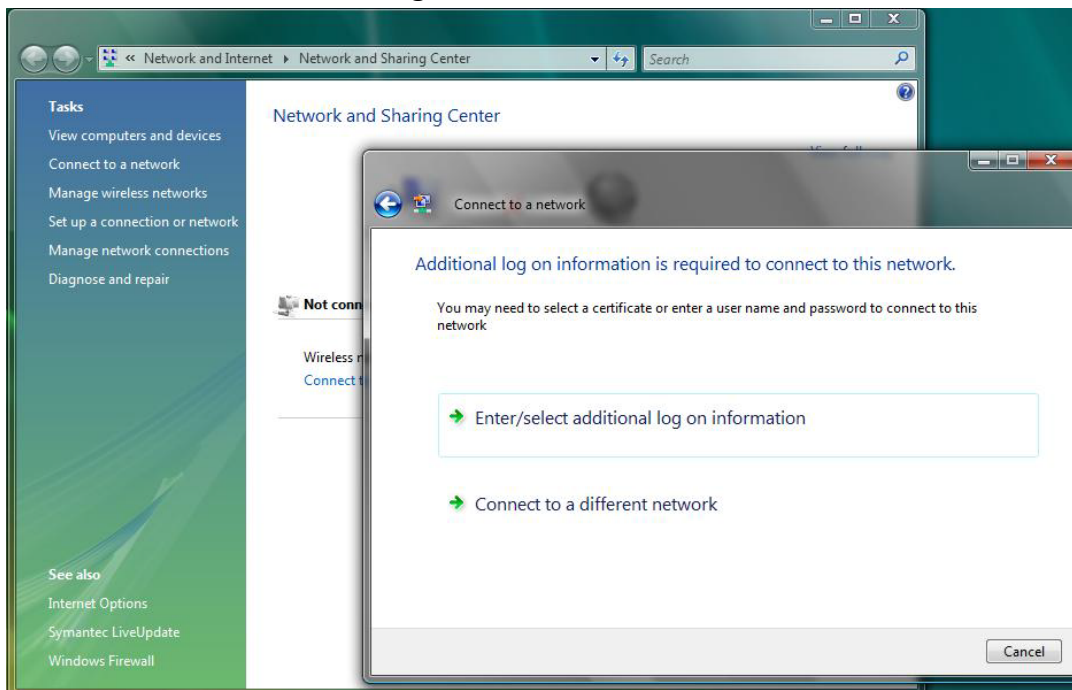 « Network and Internet ▸ Network and Sharing Center
Search
Tasks
View computers and devices
Connect to a network
Manage wireless networks
Set up a connection or network
Manage network connections
Diagnose and repair
See also
Internet Options
Symantec LiveUpdate
Windows Firewall
Network and Sharing Center
Not conn
Wireless
Connect
Connect to a network
Additional log on information is required to connect to this network.
You may need to select a certificate or enter a user name and password to connect to this
network
Enter/select additional log on information
Connect to a different network
Cancel